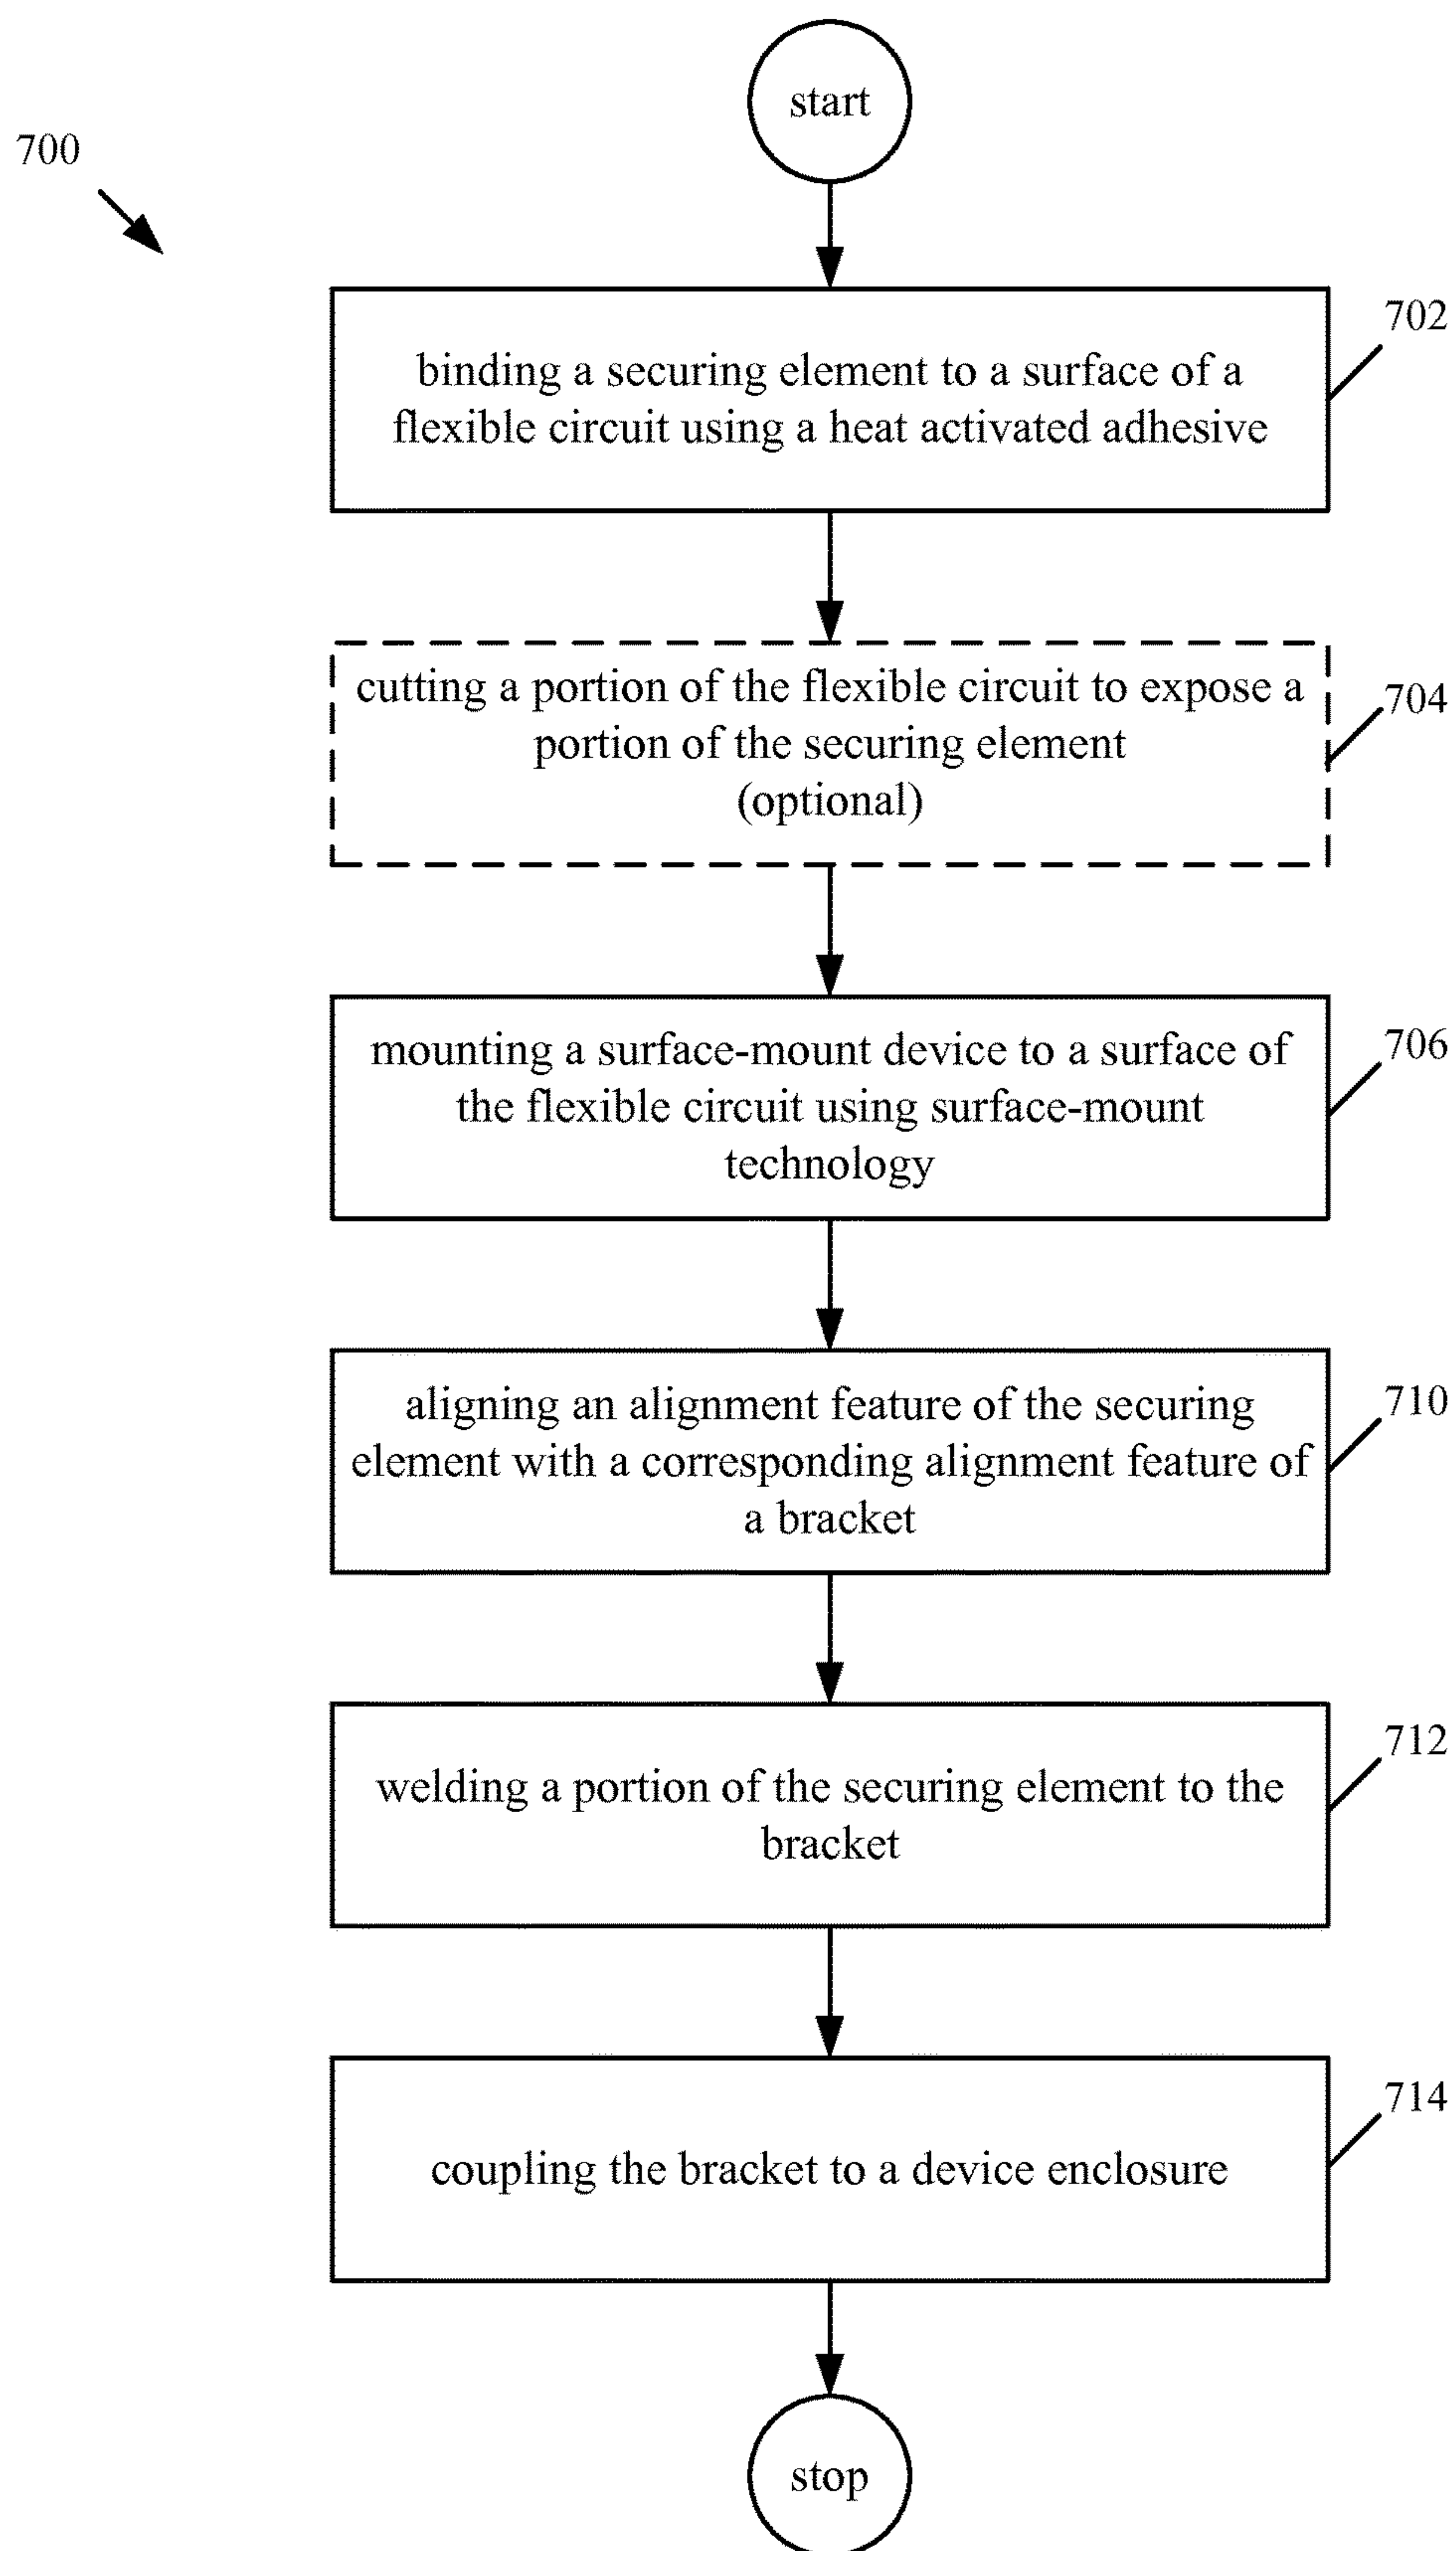 start
700
702
binding a securing element to a surface of a
flexible circuit using a heat activated adhesive
704
cutting a portion of the flexible circuit to expose a
portion of the securing element
(optional)
706
mounting a surface-mount device to a surface of
the flexible circuit using surface-mount
technology
710
aligning an alignment feature of the securing
element with a corresponding alignment feature of
a bracket
712
welding a portion of the securing element to the
bracket
714
coupling the bracket to a device enclosure
stop